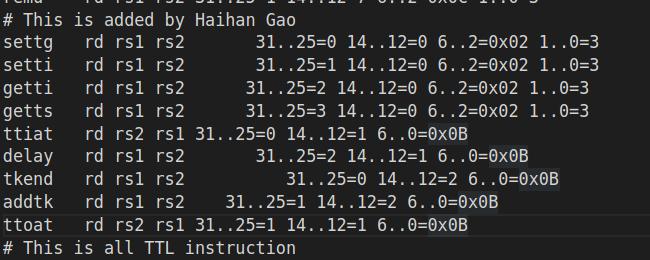 # This is added by Haihan Gao
settg rd rs1 rs2 31..25=0 14..12=0 6..2=0x02 1..0=3
setti rd rs1 rs2 31..25=1 14..12=0 6..2=0x02 1..0=3
getti rd rs1 rs2 31..25=2 14..12=0 6..2=0x02 1..0=3
getts rd rs1 rs2 31..25=3 14..12=0 6..2=0x02 1..0=3
ttiat rd rs2 rs1 31..25=0 14..12=1 6..0=0x0B
delay rd rs1 rs2 31..25=2 14..12=1 6..0=0x0B
tkend rd rs1 rs2 31..25=0 14..12=2 6..0=0x0B
addtk rd rs1 rs2 31..25=1 14..12=2 6..0=0x0B
ttoat rd rs2 rs1 31..25=1 14..12=1 6..0=0x0B
# This is all TTL instruction